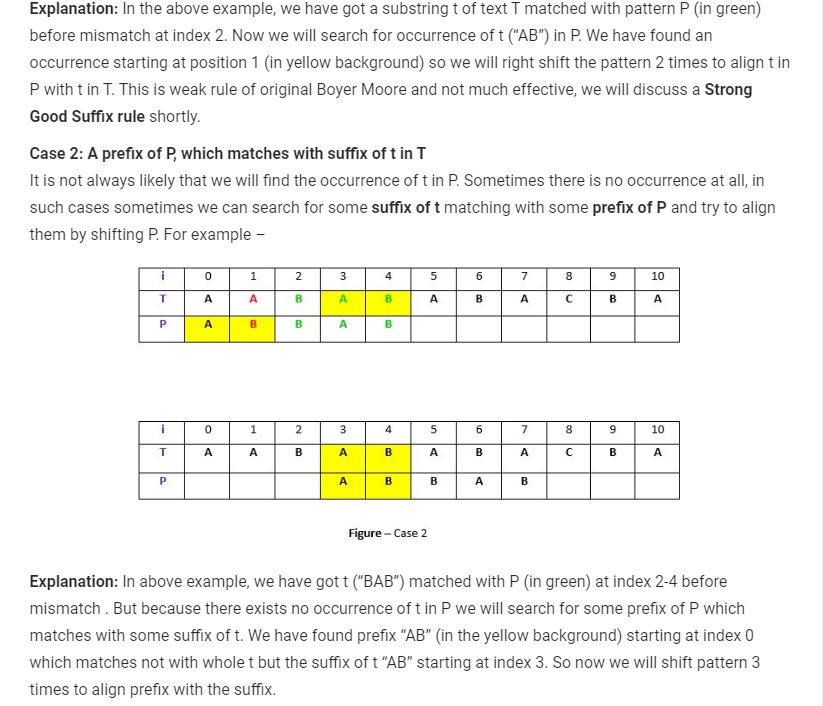 Explanation: In the above example, we have got a substring t of text T matched with pattern P (in green)
before mismatch at index 2. Now we will search for occurrence of t (“AB”) in P. We have found an
occurrence starting at position 1 (in yellow background) so we will right shift the pattern 2 times to align t in
P with t in T. This is weak rule of original Boyer Moore and not much effective, we will discuss a Strong
Good Suffix rule shortly.
Case 2: A prefix of P, which matches with suffix of t in T
It is not always likely that we will find the occurrence of t in P. Sometimes there is no occurrence at all, in
such cases sometimes we can search for some suffix of t matching with some prefix of P and try to align
them by shifting P. For example –
i 0 1 2 3 4 5 6 7 8 9 10
T A A B A B A B A C B A
P A B B A B
i 0 1 2 3 4 5 6 7 8 9 10
T A A B A B A B A C B A
P A B B A B
Figure – Case 2
Explanation: In above example, we have got t (“BAB”) matched with P (in green) at index 2-4 before
mismatch . But because there exists no occurrence of t in P we will search for some prefix of P which
matches with some suffix of t. We have found prefix “AB” (in the yellow background) starting at index 0
which matches not with whole t but the suffix of t “AB” starting at index 3. So now we will shift pattern 3
times to align prefix with the suffix.